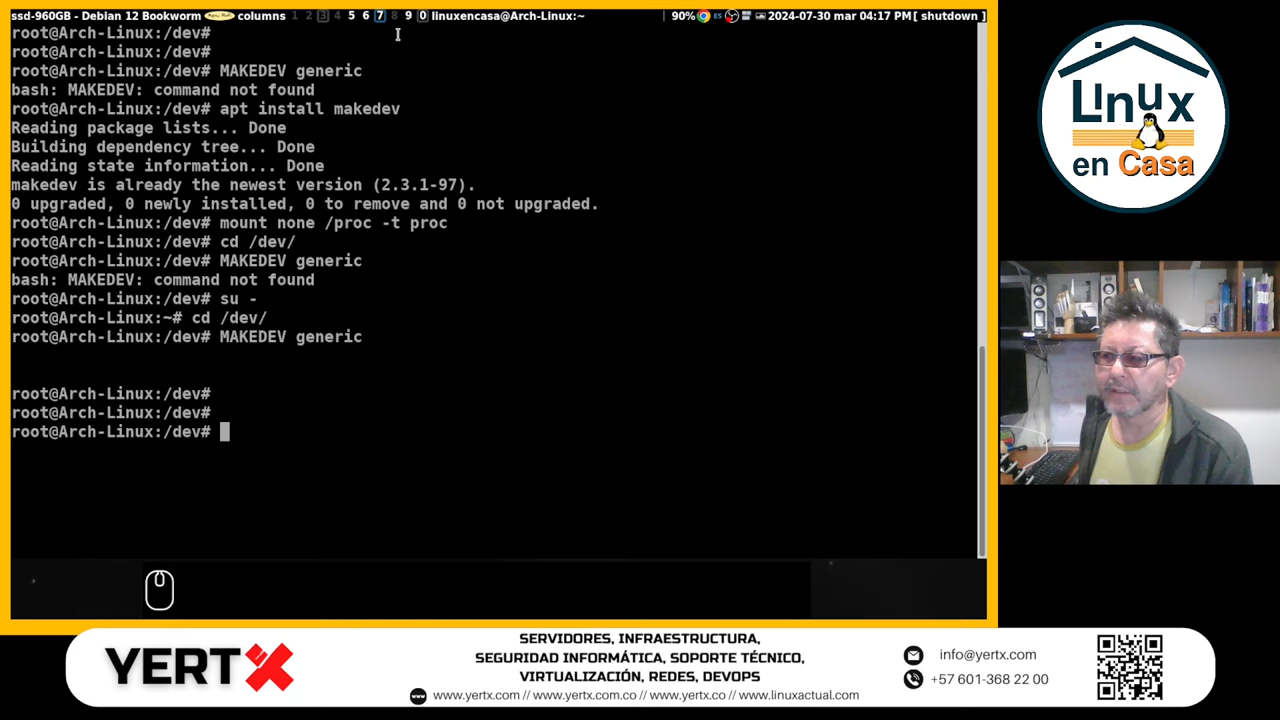 ssd-960GB - Debian 12 Bookworm columns 1 2 3 4 5 6 7 8 9 0 linuxencasa@Arch-Linux:~ 90% ES 2024-07-30 mar 04:17 PM [ shutdown ]
root@Arch-Linux:/dev#
root@Arch-Linux:/dev#
root@Arch-Linux:/dev# MAKEDEV generic
bash: MAKEDEV: command not found
root@Arch-Linux:/dev# apt install makedev
Reading package lists... Done
Building dependency tree... Done
Reading state information... Done
makedev is already the newest version (2.3.1-97).
0 upgraded, 0 newly installed, 0 to remove and 0 not upgraded.
root@Arch-Linux:/dev# mount none /proc -t proc
root@Arch-Linux:/dev# cd /dev/
root@Arch-Linux:/dev# MAKEDEV generic
bash: MAKEDEV: command not found
root@Arch-Linux:/dev# su -
root@Arch-Linux:~# cd /dev/
root@Arch-Linux:/dev# MAKEDEV generic
root@Arch-Linux:/dev#
root@Arch-Linux:/dev#
root@Arch-Linux:/dev#
Linux
en Casa
YERTX
SERVIDORES, INFRAESTRUCTURA,
SEGURIDAD INFORMÁTICA, SOPORTE TÉCNICO,
VIRTUALIZACIÓN, REDES, DEVOPS
www.yertx.com // www.yertx.com.co // www.yertx.co // www.linuxactual.com
info@yertx.com
+57 601-368 22 00